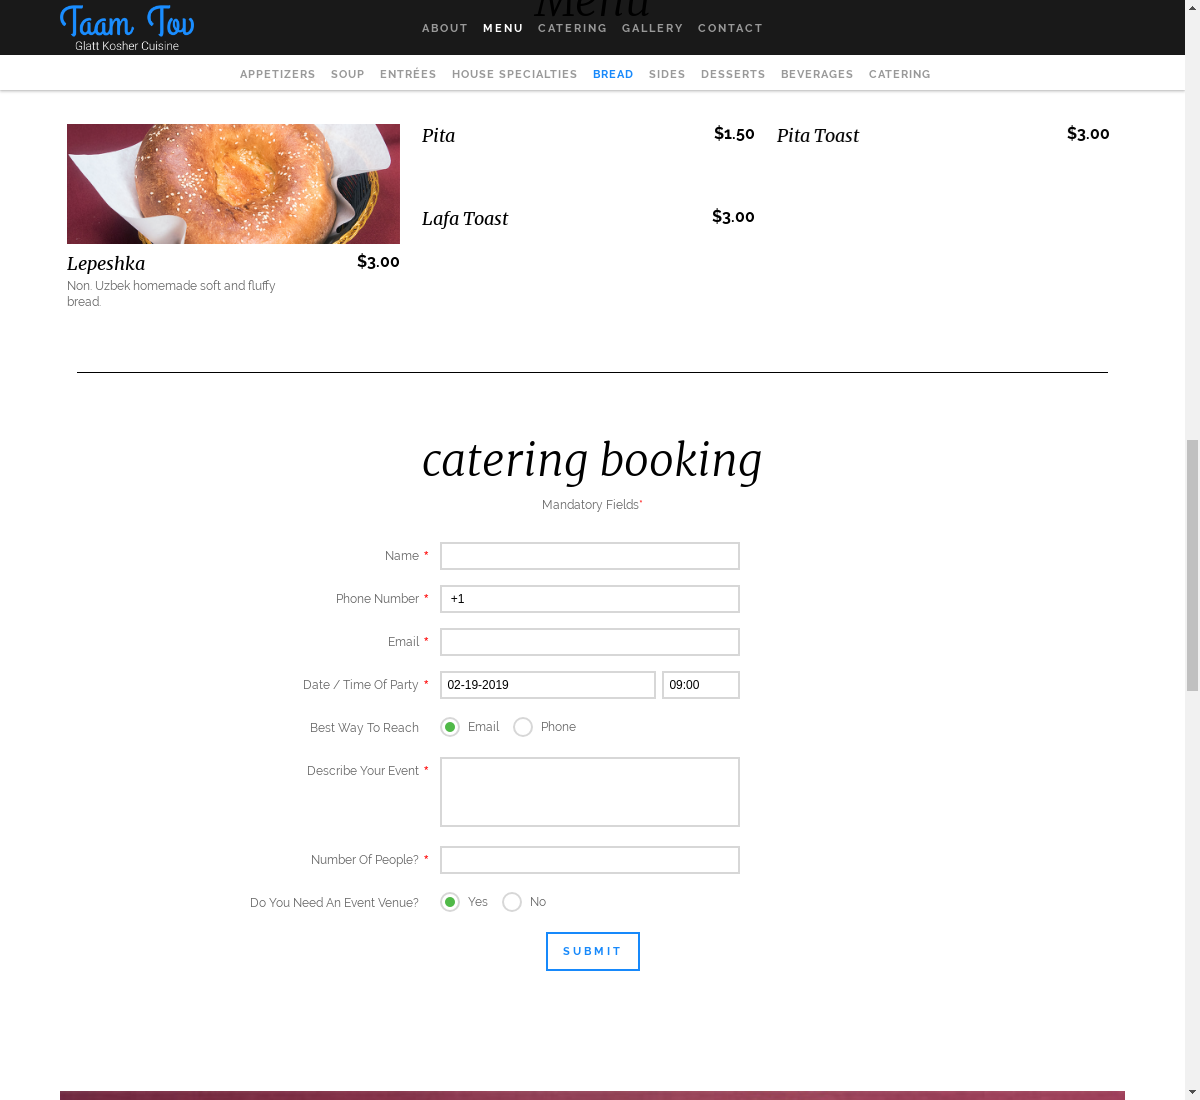 Taam Tov
Glatt Kosher Cuisine
Menu
ABOUT MENU CATERING GALLERY CONTACT
APPETIZERS SOUP ENTRÉES HOUSE SPECIALTIES BREAD SIDES DESSERTS BEVERAGES CATERING
Lepeshka $3.00
Non. Uzbek homemade soft and fluffy
bread.
Pita $1.50
Lafa Toast $3.00
Pita Toast $3.00
catering booking
Mandatory Fields*
Name *
Phone Number * +1
Email *
Date / Time Of Party * 02-19-2019 09:00
Best Way To Reach Email Phone
Describe Your Event *
Number Of People? *
Do You Need An Event Venue? Yes No
SUBMIT